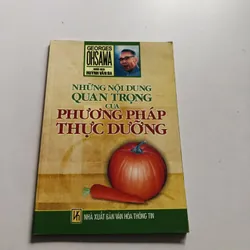 GEORGES
OHSAWA
HUỲNH VĂN BA
NHỮNG NỘI DUNG
QUAN TRỌNG
CỦA
PHƯƠNG PHÁP
THỰC DƯỠNG
NHÀ XUẤT BẢN VĂN HÓA THÔNG TIN